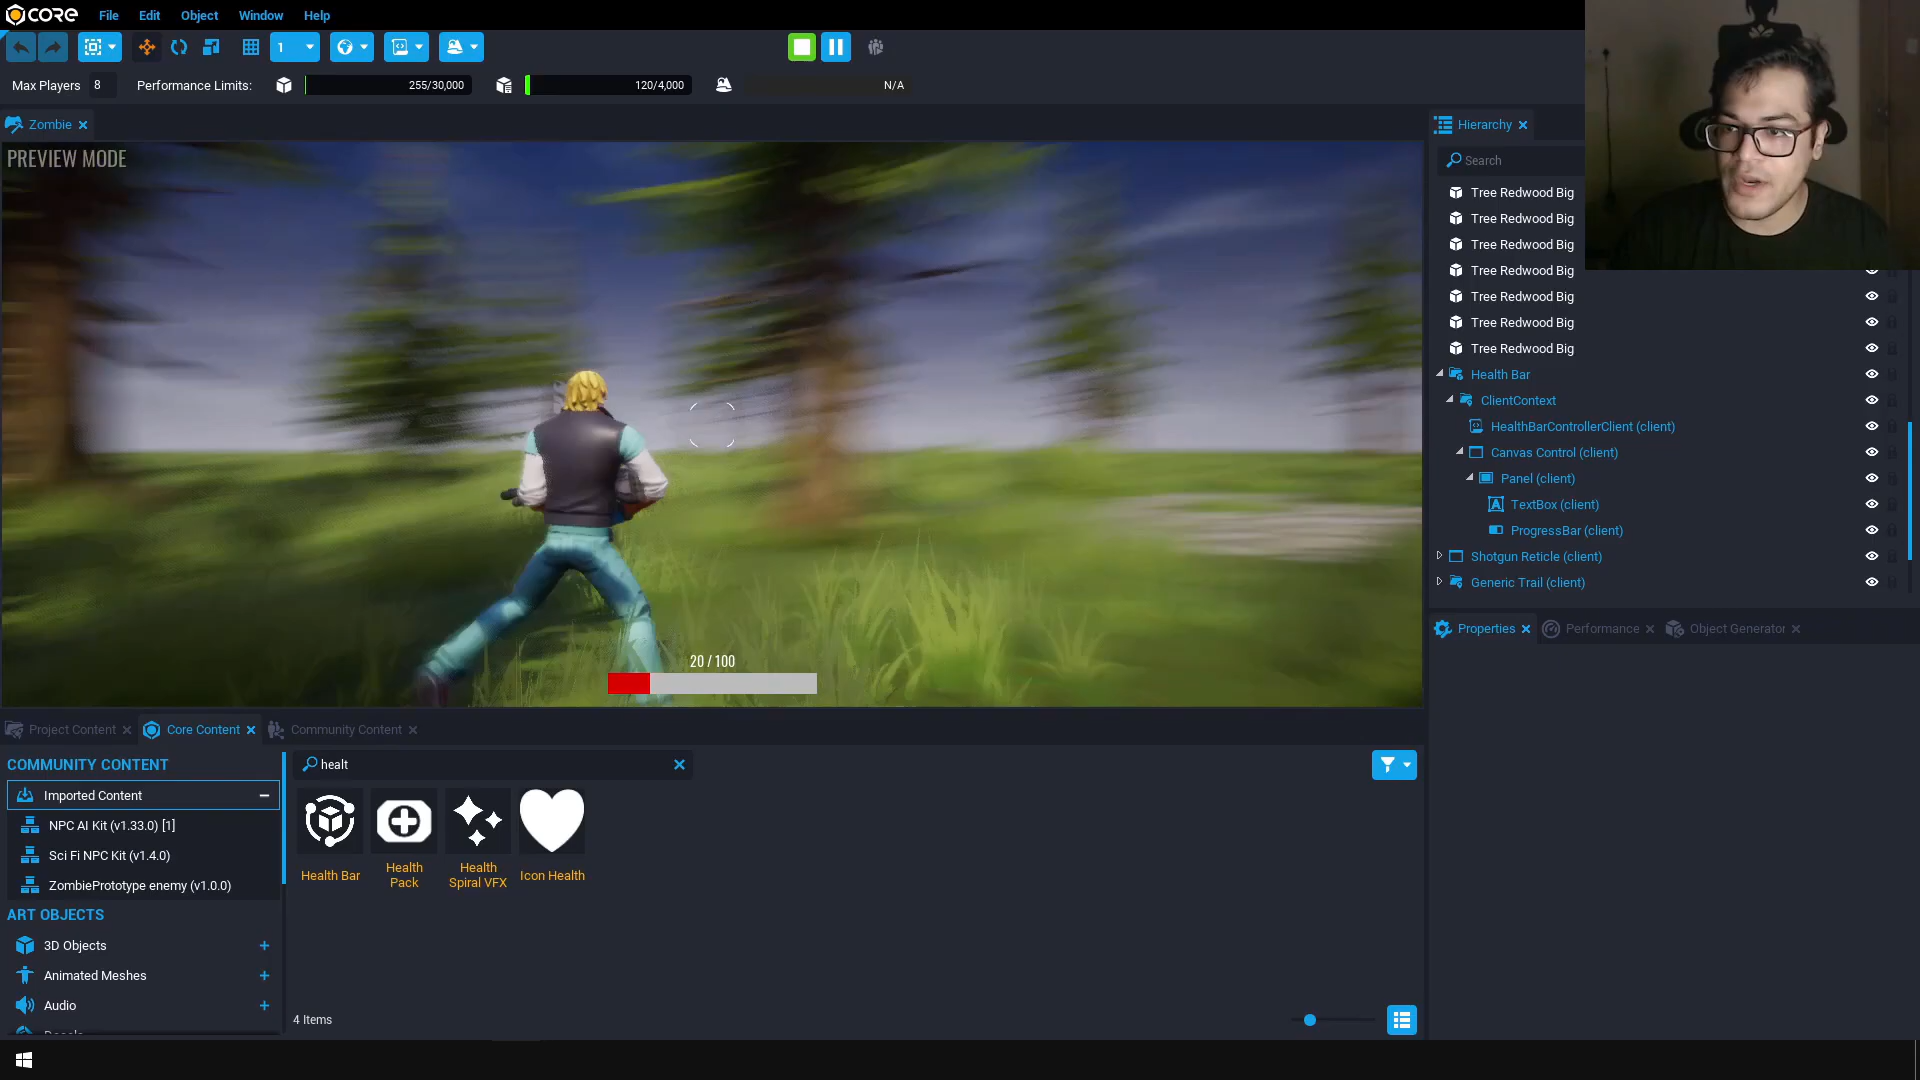 CORE
File Edit Object Window Help
1
Max Players 8 Performance Limits: 255/30,000 120/4,000 N/A
Zombie
PREVIEW MODE
20 / 100
Hierarchy
Search
Tree Redwood Big
Tree Redwood Big
Tree Redwood Big
Tree Redwood Big
Tree Redwood Big
Tree Redwood Big
Tree Redwood Big
Health Bar
ClientContext
HealthBarControllerClient (client)
Canvas Control (client)
Panel (client)
TextBox (client)
ProgressBar (client)
Shotgun Reticle (client)
Generic Trail (client)
Properties Performance Object Generator
Project Content Core Content Community Content
COMMUNITY CONTENT
Imported Content
NPC AI Kit (v1.33.0) [1]
Sci Fi NPC Kit (v1.4.0)
ZombiePrototype enemy (v1.0.0)
ART OBJECTS
3D Objects
Animated Meshes
Audio
healt
Health Bar
Health
Pack
Health
Spiral VFX
Icon Health
4 Items